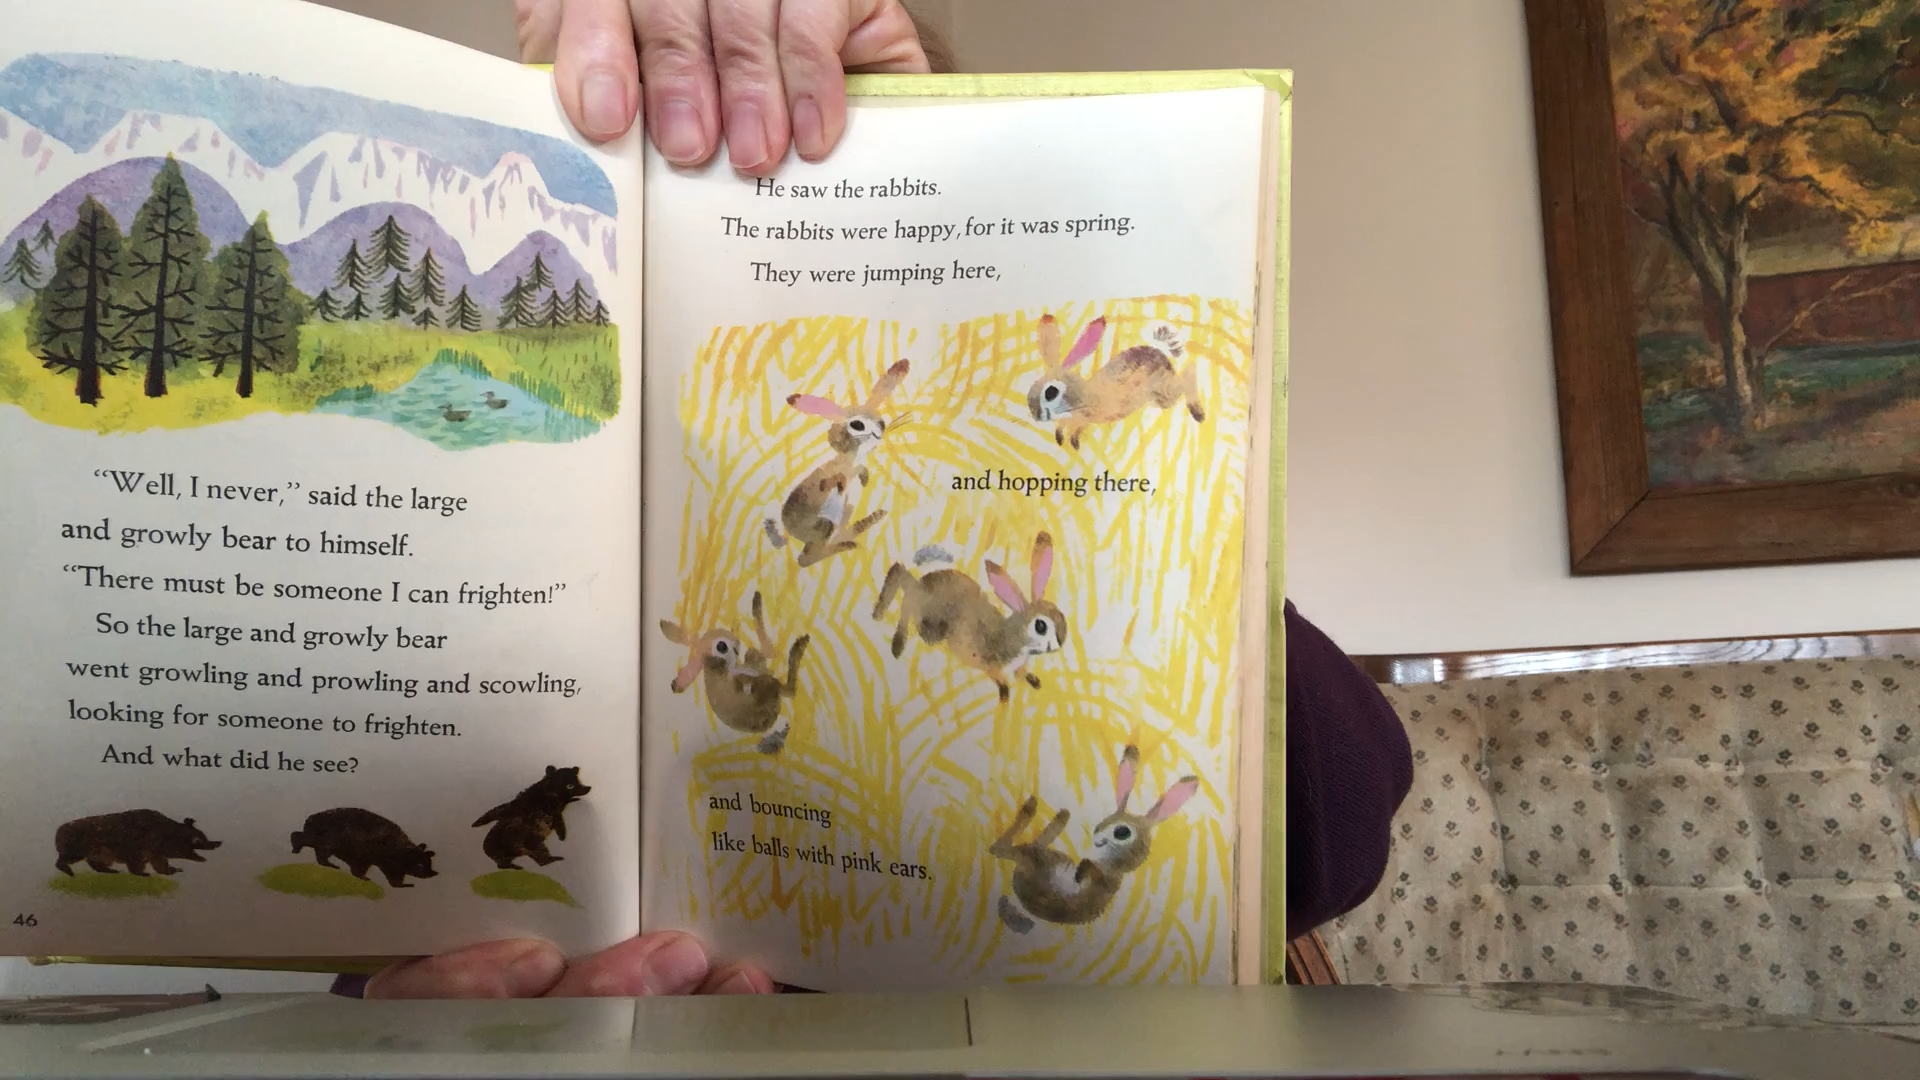 “Well, I never,” said the large
and growly bear to himself.
“There must be someone I can frighten!”
So the large and growly bear
went growling and prowling and scowling,
looking for someone to frighten.
And what did he see?
46
He saw the rabbits.
The rabbits were happy, for it was spring.
They were jumping here,
and hopping there,
and bouncing
like balls with pink ears.